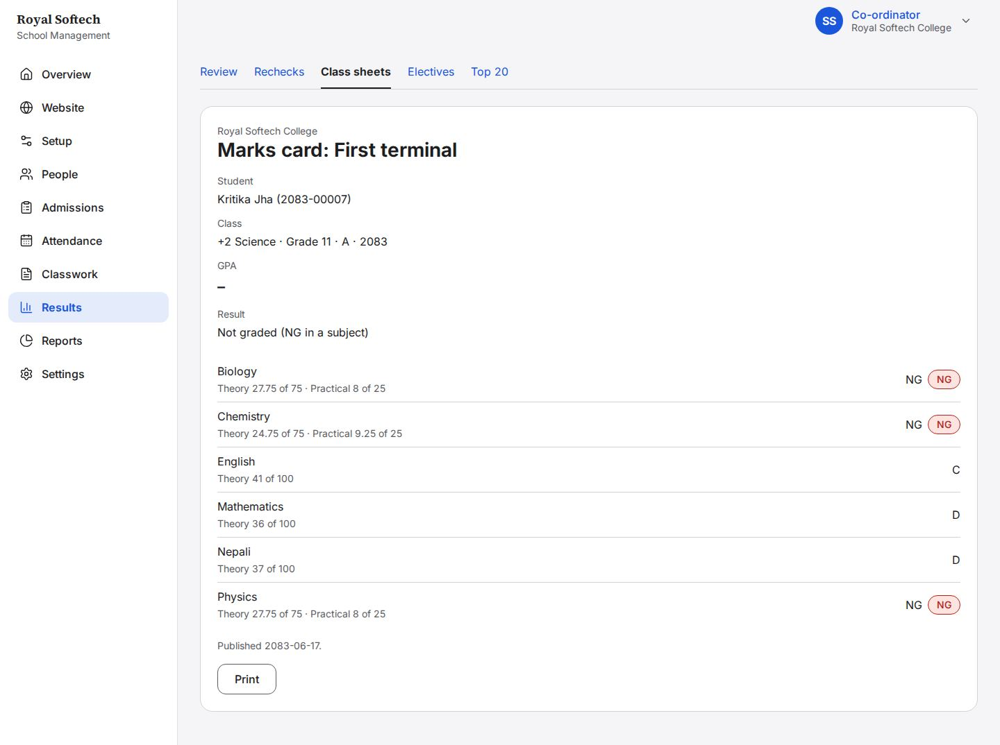 Royal Softech
School Management
Overview
Website
Setup
People
Admissions
Attendance
Classwork
Results
Reports
Settings
SS
Co-ordinator
Royal Softech College
Review Rechecks Class sheets Electives Top 20
Royal Softech College
Marks card: First terminal
Student
Kritika Jha (2083-00007)
Class
+2 Science · Grade 11 · A · 2083
GPA
–
Result
Not graded (NG in a subject)
Biology
Theory 27.75 of 75 · Practical 8 of 25
NG NG
Chemistry
Theory 24.75 of 75 · Practical 9.25 of 25
NG NG
English
Theory 41 of 100
C
Mathematics
Theory 36 of 100
D
Nepali
Theory 37 of 100
D
Physics
Theory 27.75 of 75 · Practical 8 of 25
NG NG
Published 2083-06-17.
Print